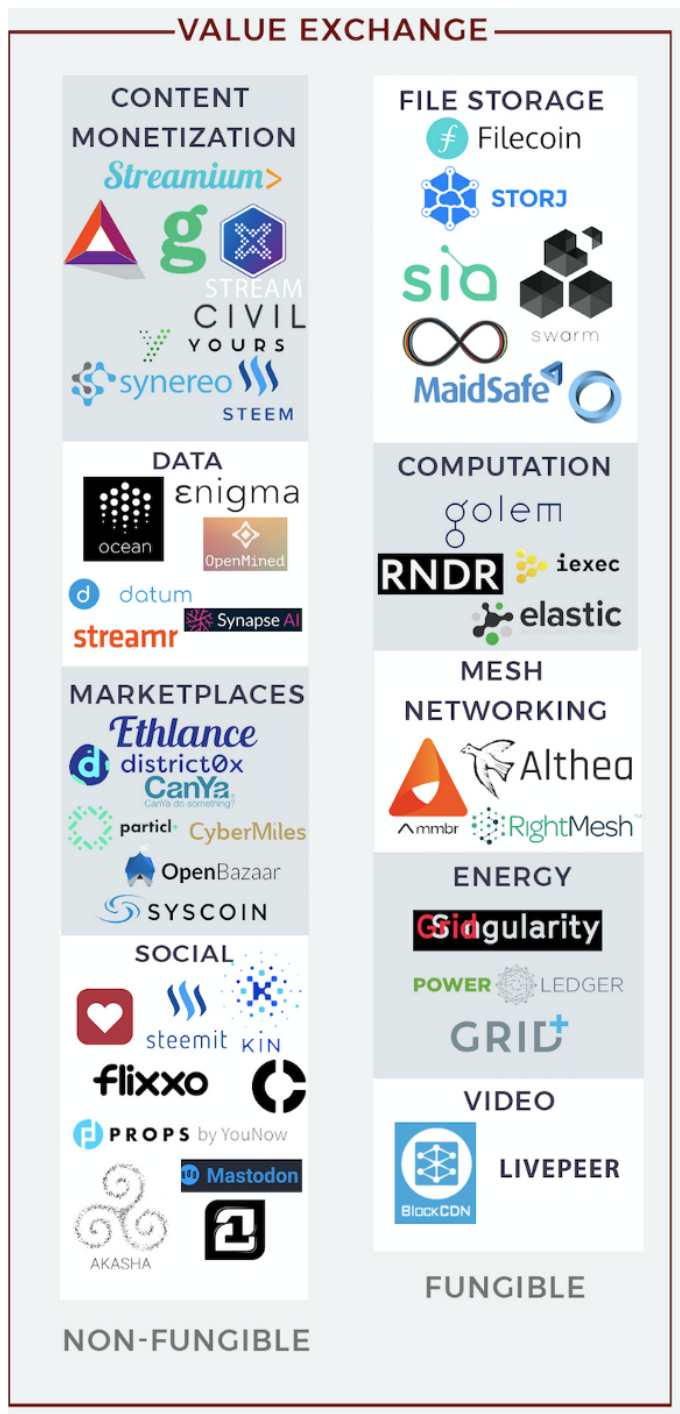 VALUE EXCHANGE
CONTENT
MONETIZATION
Streamium>
g
STREAM
CIVIL
YOURS
synereo
STEEM
DATA
ocean
enigma
OpenMined
datum
streamr
Synapse AI
MARKETPLACES
Ethlance
district0x
CanYa
CanYa do something?
particl.
CyberMiles
OpenBazaar
SYSCOIN
SOCIAL
steemit
KIN
flixxo
PROPS by YouNow
Mastodon
AKASHA
1
NON-FUNGIBLE
FILE STORAGE
Filecoin
STORJ
sia
swarm
MaidSafe
COMPUTATION
golem
RNDR
iexec
elastic
MESH
NETWORKING
Ammbr
Althea
RightMesh™
ENERGY
GridSingularity
POWER LEDGER
GRID+
VIDEO
BLOCKCDN
LIVEPEER
FUNGIBLE